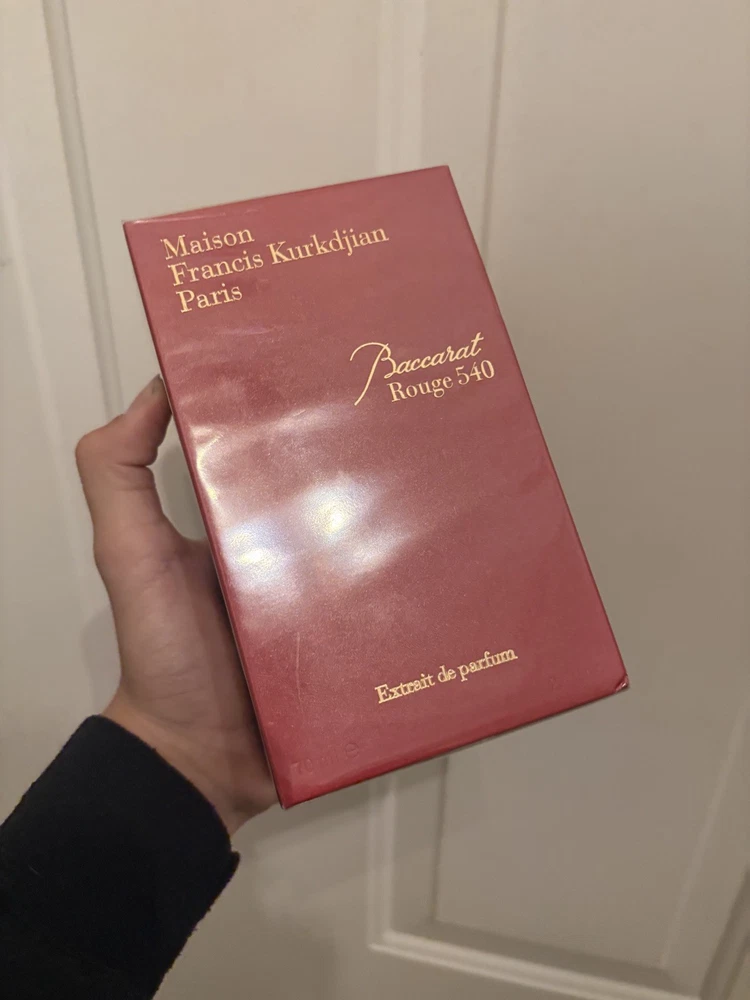 Maison
Francis Kurkdjian
Paris
Baccarat
Rouge 540
Extrait de parfum